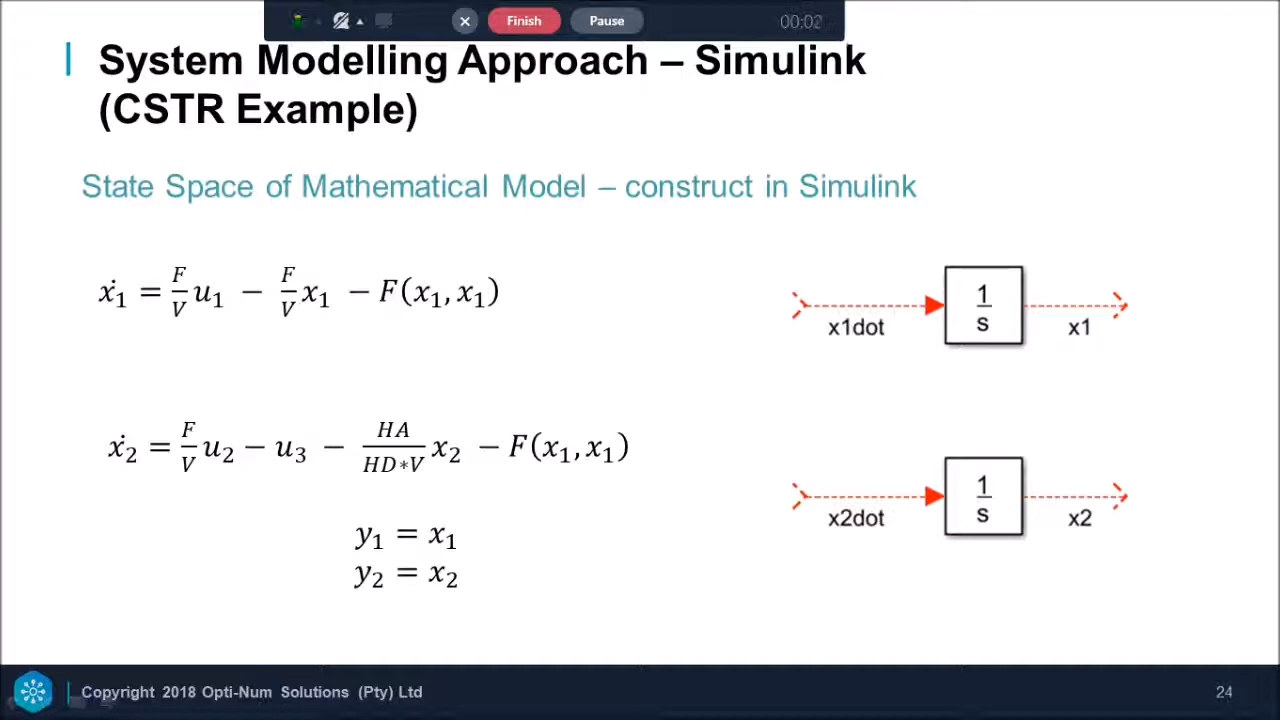 Finish Pause 00:02
System Modelling Approach – Simulink
(CSTR Example)
State Space of Mathematical Model – construct in Simulink
ẋ₁ = F/V u₁ − F/V x₁ − F(x₁, x₁)
1/s
x1dot x1
ẋ₂ = F/V u₂ − u₃ − HA/HD∗V x₂ − F(x₁, x₁)
1/s
x2dot x2
y₁ = x₁
y₂ = x₂
Copyright 2018 Opti-Num Solutions (Pty) Ltd 24